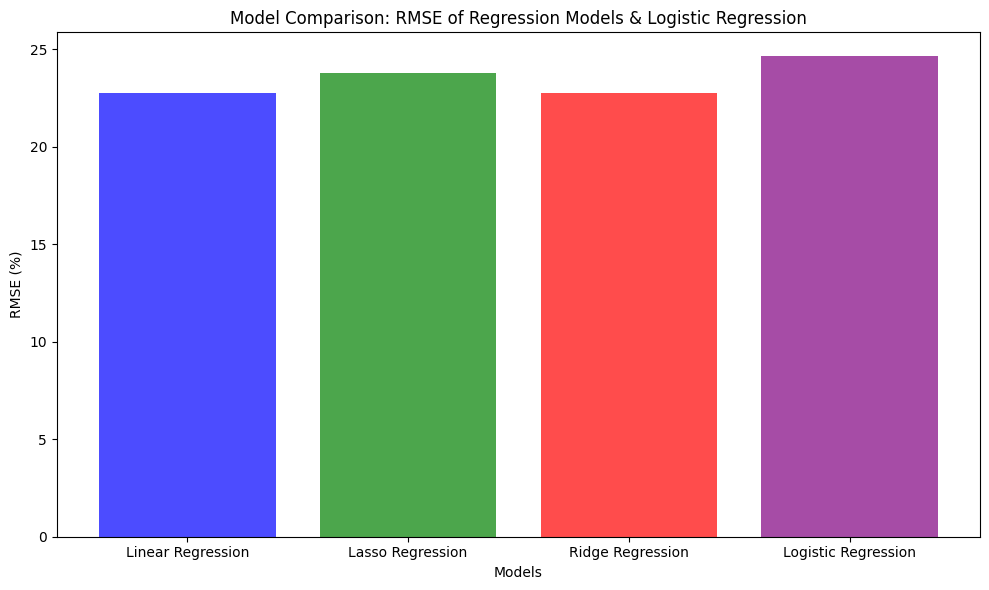 Model Comparison: RMSE of Regression Models & Logistic Regression
RMSE (%)
25
20
15
10
5
0
Linear Regression
Lasso Regression
Ridge Regression
Logistic Regression
Models